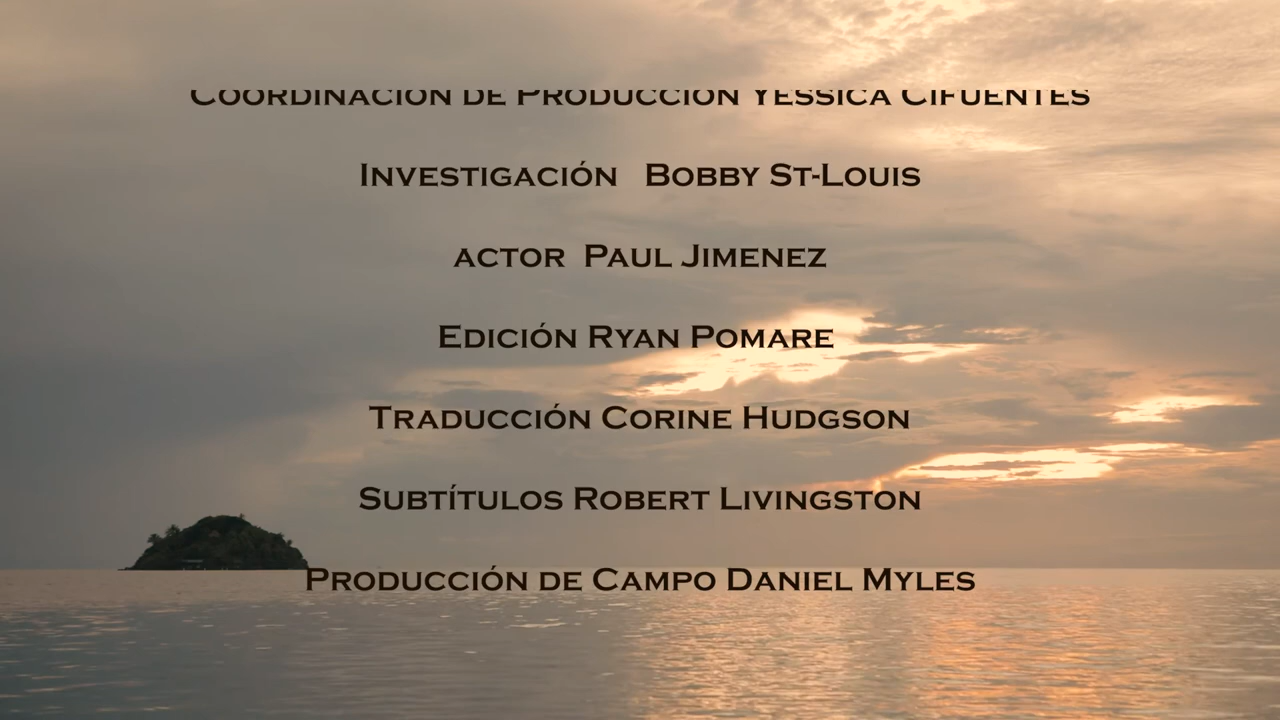 Coordinación de Producción Yessica Cifuentes
Investigación Bobby St-Louis
actor Paul Jimenez
Edición Ryan Pomare
Traducción Corine Hudgson
Subtítulos Robert Livingston
Producción de Campo Daniel Myles